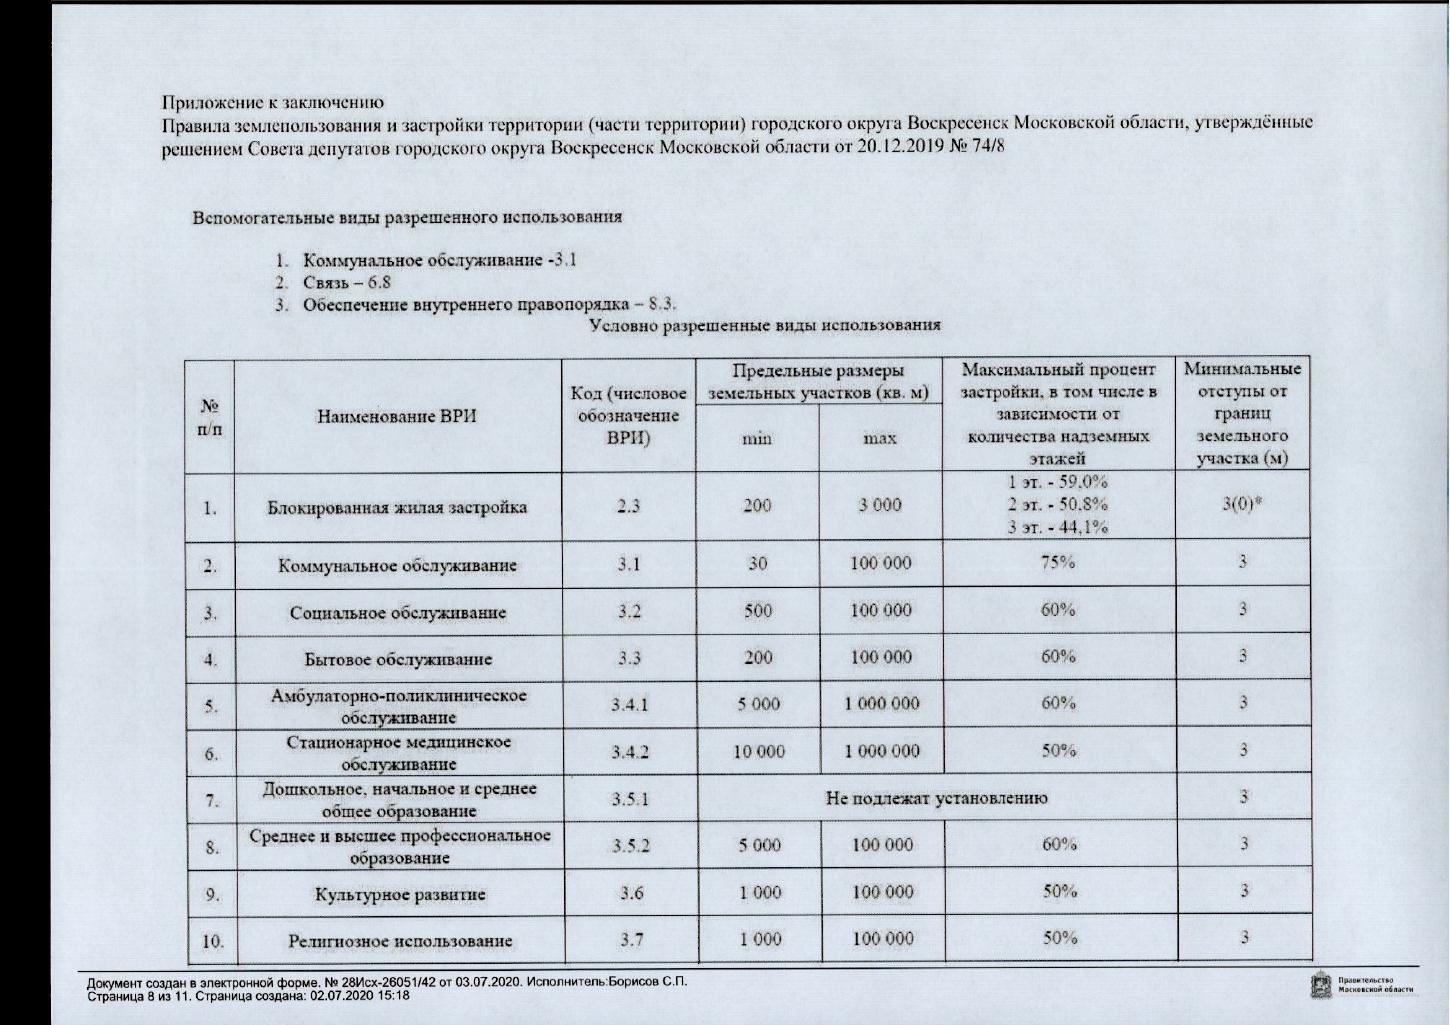 Приложение к заключению
Правила землепользования и застройки территории (части территории) городского округа Воскресенск Московской области, утверждённые
решением Совета депутатов городского округа Воскресенск Московской области от 20.12.2019 № 74/8
Вспомогательные виды разрешенного использования
1. Коммунальное обслуживание -3.1
2. Связь – 6.8
3. Обеспечение внутреннего правопорядка – 8.3.
Условно разрешенные виды использования
№ п/п Наименование ВРИ Код (числовое обозначение ВРИ) Предельные размеры земельных участков (кв. м) Максимальный процент застройки, в том числе в зависимости от количества надземных этажей Минимальные отступы от границ земельного участка (м)
min max
1. Блокированная жилая застройка 2.3 200 3 000 1 эт. - 59,0% 2 эт. - 50,8% 3 эт. - 44,1% 3(0)*
2. Коммунальное обслуживание 3.1 30 100 000 75% 3
3. Социальное обслуживание 3.2 500 100 000 60% 3
4. Бытовое обслуживание 3.3 200 100 000 60% 3
5. Амбулаторно-поликлиническое обслуживание 3.4.1 5 000 1 000 000 60% 3
6. Стационарное медицинское обслуживание 3.4.2 10 000 1 000 000 50% 3
7. Дошкольное, начальное и среднее общее образование 3.5.1 Не подлежат установлению 3
8. Среднее и высшее профессиональное образование 3.5.2 5 000 100 000 60% 3
9. Культурное развитие 3.6 1 000 100 000 50% 3
10. Религиозное использование 3.7 1 000 100 000 50% 3
Документ создан в электронной форме. № 28Исх-26051/42 от 03.07.2020. Исполнитель:Борисов С.П.
Страница 8 из 11. Страница создана: 02.07.2020 15:18
Правительство
Московской области